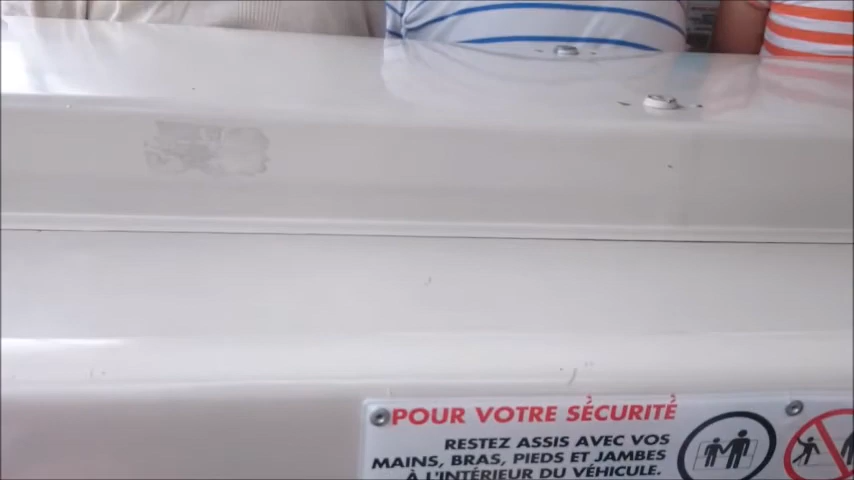 POUR VOTRE SÉCURITÉ
RESTEZ ASSIS AVEC VOS
MAINS, BRAS, PIEDS ET JAMBES
À L'INTÉRIEUR DU VÉHICULE.